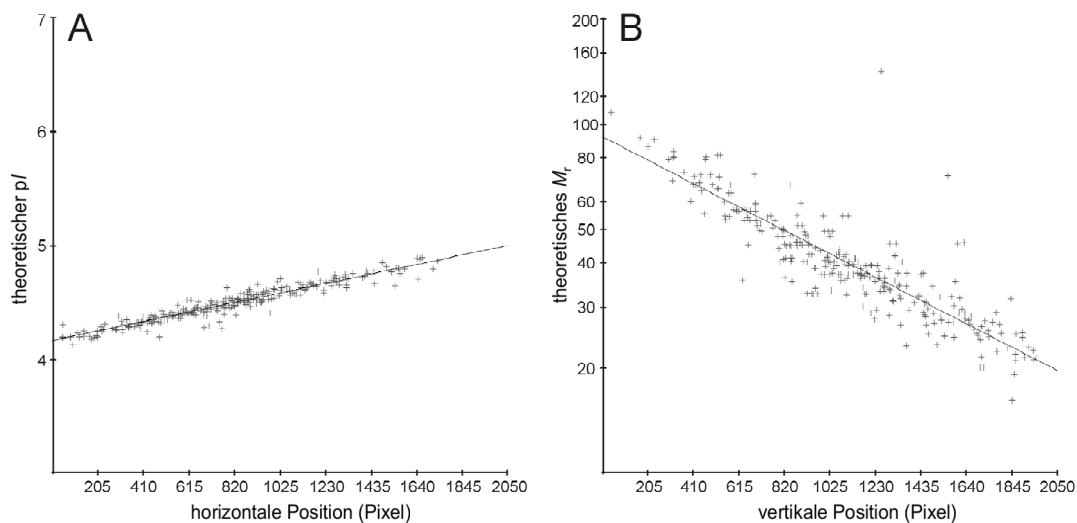 A
7
6
5
4
theoretischer pI
205 410 615 820 1025 1230 1435 1640 1845 2050
horizontale Position (Pixel)
B
200
160
120
100
80
60
50
40
30
20
theoretisches Mr
205 410 615 820 1025 1230 1435 1640 1845 2050
vertikale Position (Pixel)